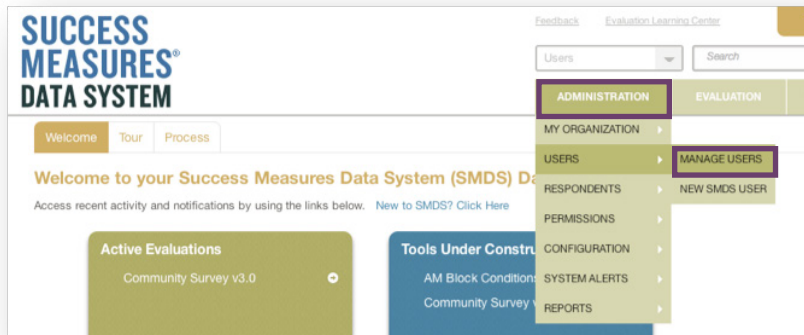 SUCCESS
MEASURES®
DATA SYSTEM
Feedback Evaluation Learning Center
Users Search
ADMINISTRATION EVALUATION
MY ORGANIZATION
USERS MANAGE USERS
RESPONDENTS NEW SMDS USER
PERMISSIONS
CONFIGURATION
SYSTEM ALERTS
REPORTS
Welcome Tour Process
Welcome to your Success Measures Data System (SMDS) Da
Access recent activity and notifications by using the links below. New to SMDS? Click Here
Active Evaluations
Community Survey v3.0
Tools Under Constru
AM Block Condition
Community Survey v